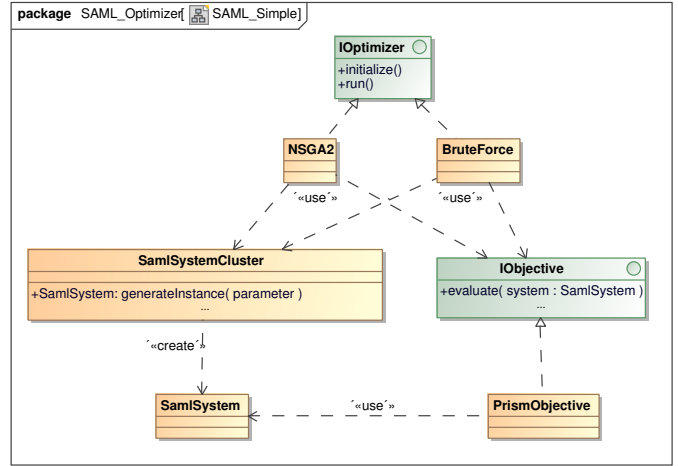 package SAML_Optimizer[ SAML_Simple]
IOptimizer
+initialize()
+run()
NSGA2
BruteForce
´«use´»
´«use´»
SamlSystemCluster
+SamlSystem: generateInstance( parameter )
...
IObjective
+evaluate( system : SamlSystem )
...
´«create´»
SamlSystem
´«use´»
PrismObjective